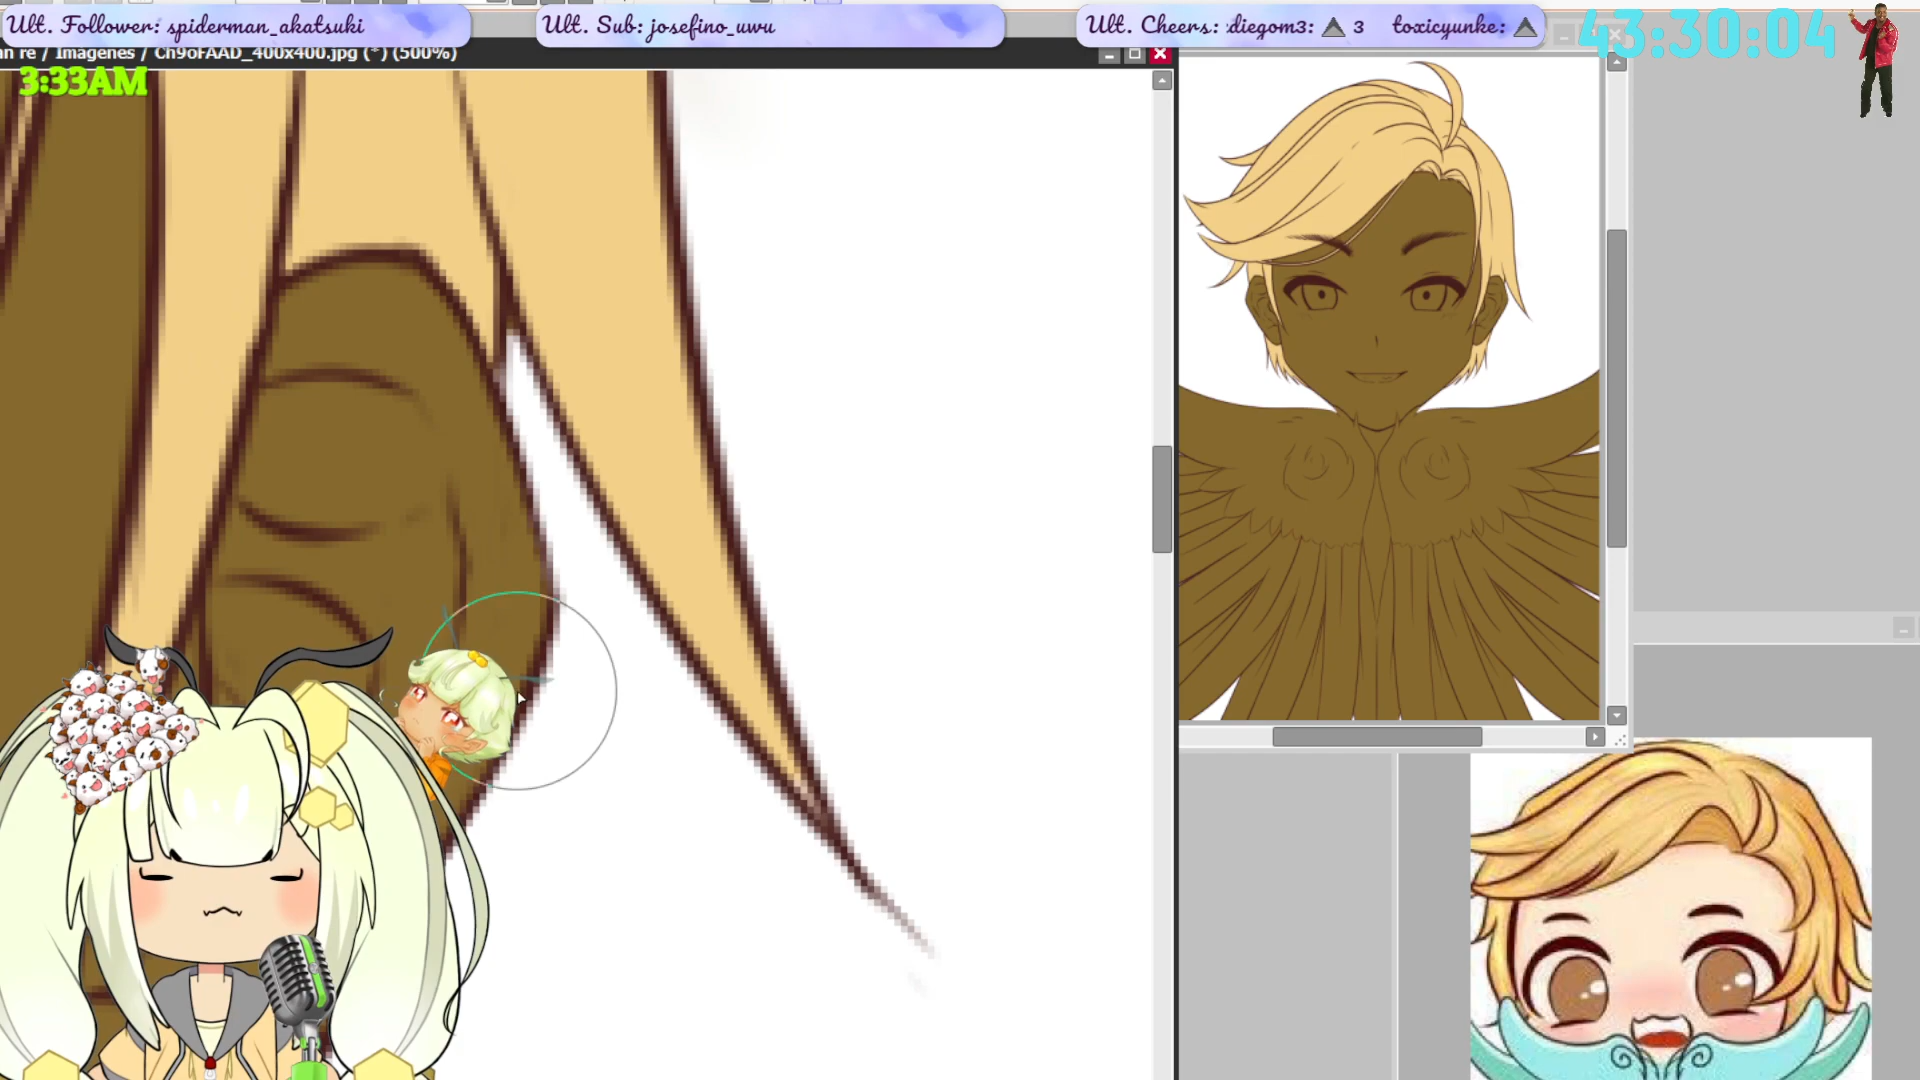 Ult. Follower: spiderman_akatsuki
Ult. Sub: josefino_uwu
Ult. Cheers: diegom3: 3 toxicyunke:
43:30:04
n re / Imagenes / Ch9oFAAD_400x400.jpg (*) (500%)
3:33AM